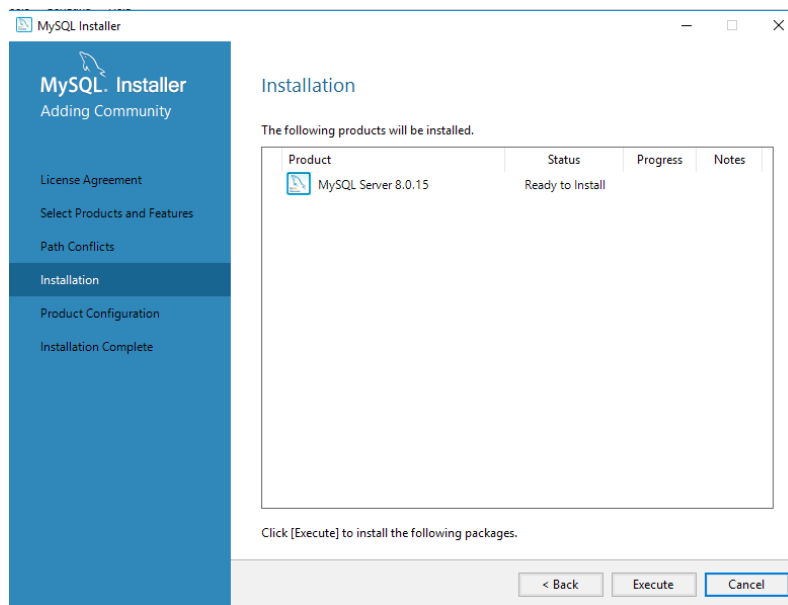 MySQL Installer
MySQL. Installer
Adding Community
License Agreement
Select Products and Features
Path Conflicts
Installation
Product Configuration
Installation Complete
Installation
The following products will be installed.
Product Status Progress Notes
MySQL Server 8.0.15 Ready to Install
Click [Execute] to install the following packages.
< Back Execute Cancel